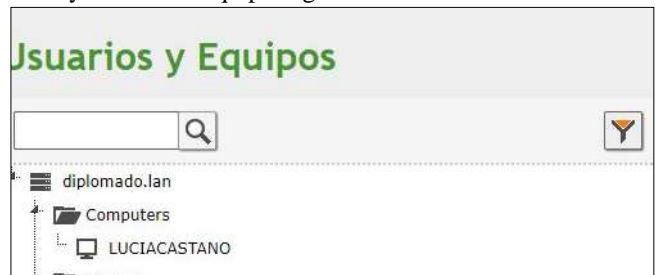 Usuarios y Equipos
diplomado.lan
Computers
LUCIACASTANO